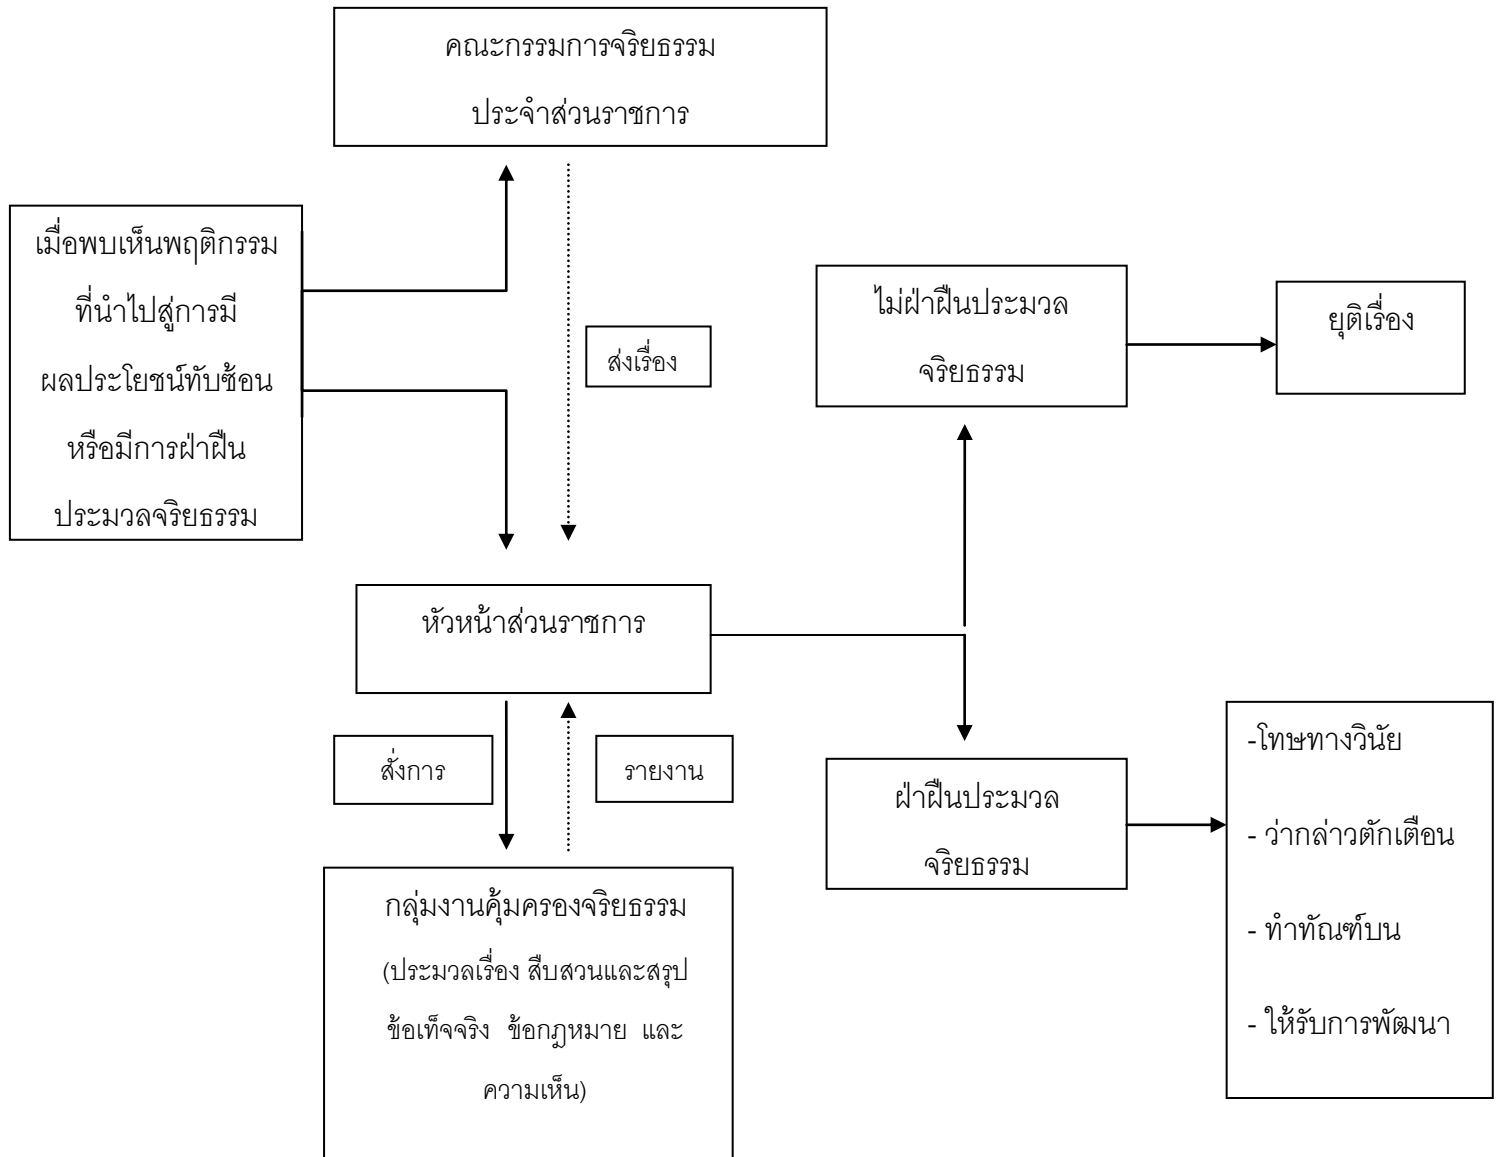 คณะกรรมการจริยธรรม
ประจำส่วนราชการ
เมื่อพบเห็นพฤติกรรม
ที่นำไปสู่การมี
ผลประโยชน์ทับซ้อน
หรือมีการฝ่าฝืน
ประมวลจริยธรรม
ส่งเรื่อง
ไม่ฝ่าฝืนประมวล
จริยธรรม
ยุติเรื่อง
หัวหน้าส่วนราชการ
สั่งการ
รายงาน
ฝ่าฝืนประมวล
จริยธรรม
-โทษทางวินัย
- ว่ากล่าวตักเตือน
- ทำทัณฑ์บน
- ให้รับการพัฒนา
กลุ่มงานคุ้มครองจริยธรรม
(ประมวลเรื่อง สืบสวนและสรุป
ข้อเท็จจริง ข้อกฎหมาย และ
ความเห็น)